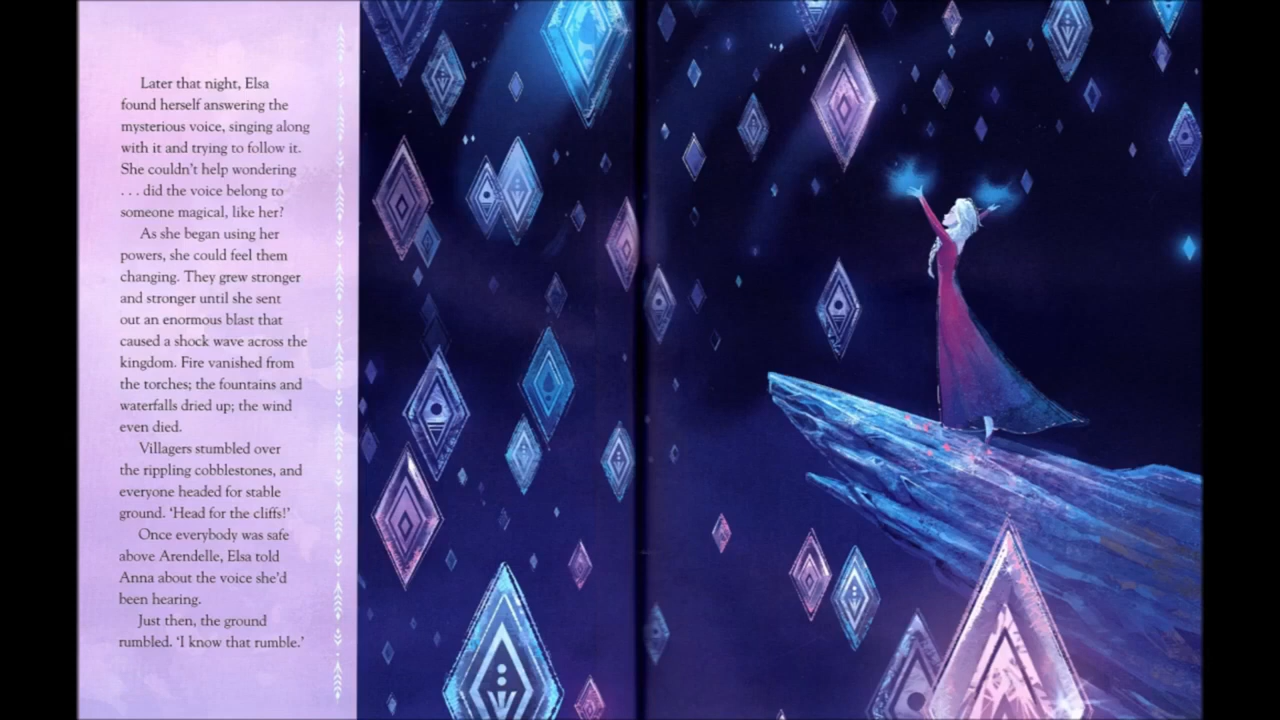 Later that night, Elsa
found herself answering the
mysterious voice, singing along
with it and trying to follow it.
She couldn't help wondering
. . . did the voice belong to
someone magical, like her?
As she began using her
powers, she could feel them
changing. They grew stronger
and stronger until she sent
out an enormous blast that
caused a shock wave across the
kingdom. Fire vanished from
the torches; the fountains and
waterfalls dried up; the wind
even died.
Villagers stumbled over
the rippling cobblestones, and
everyone headed for stable
ground. ‘Head for the cliffs!’
Once everybody was safe
above Arendelle, Elsa told
Anna about the voice she'd
been hearing.
Just then, the ground
rumbled. ‘I know that rumble.’